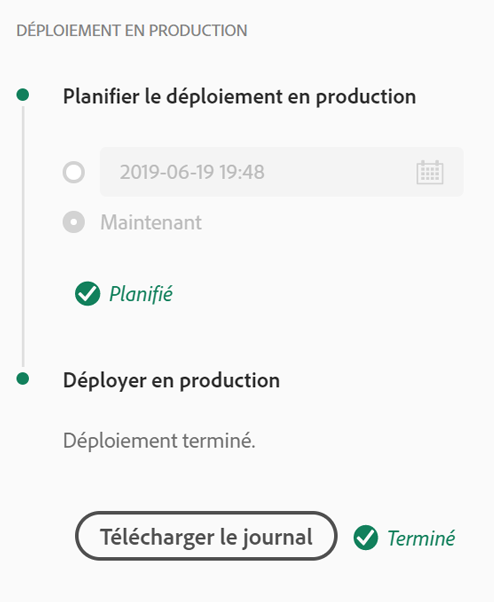 DÉPLOIEMENT EN PRODUCTION
Planifier le déploiement en production
2019-06-19 19:48
Maintenant
Planifié
Déployer en production
Déploiement terminé.
Télécharger le journal
Terminé